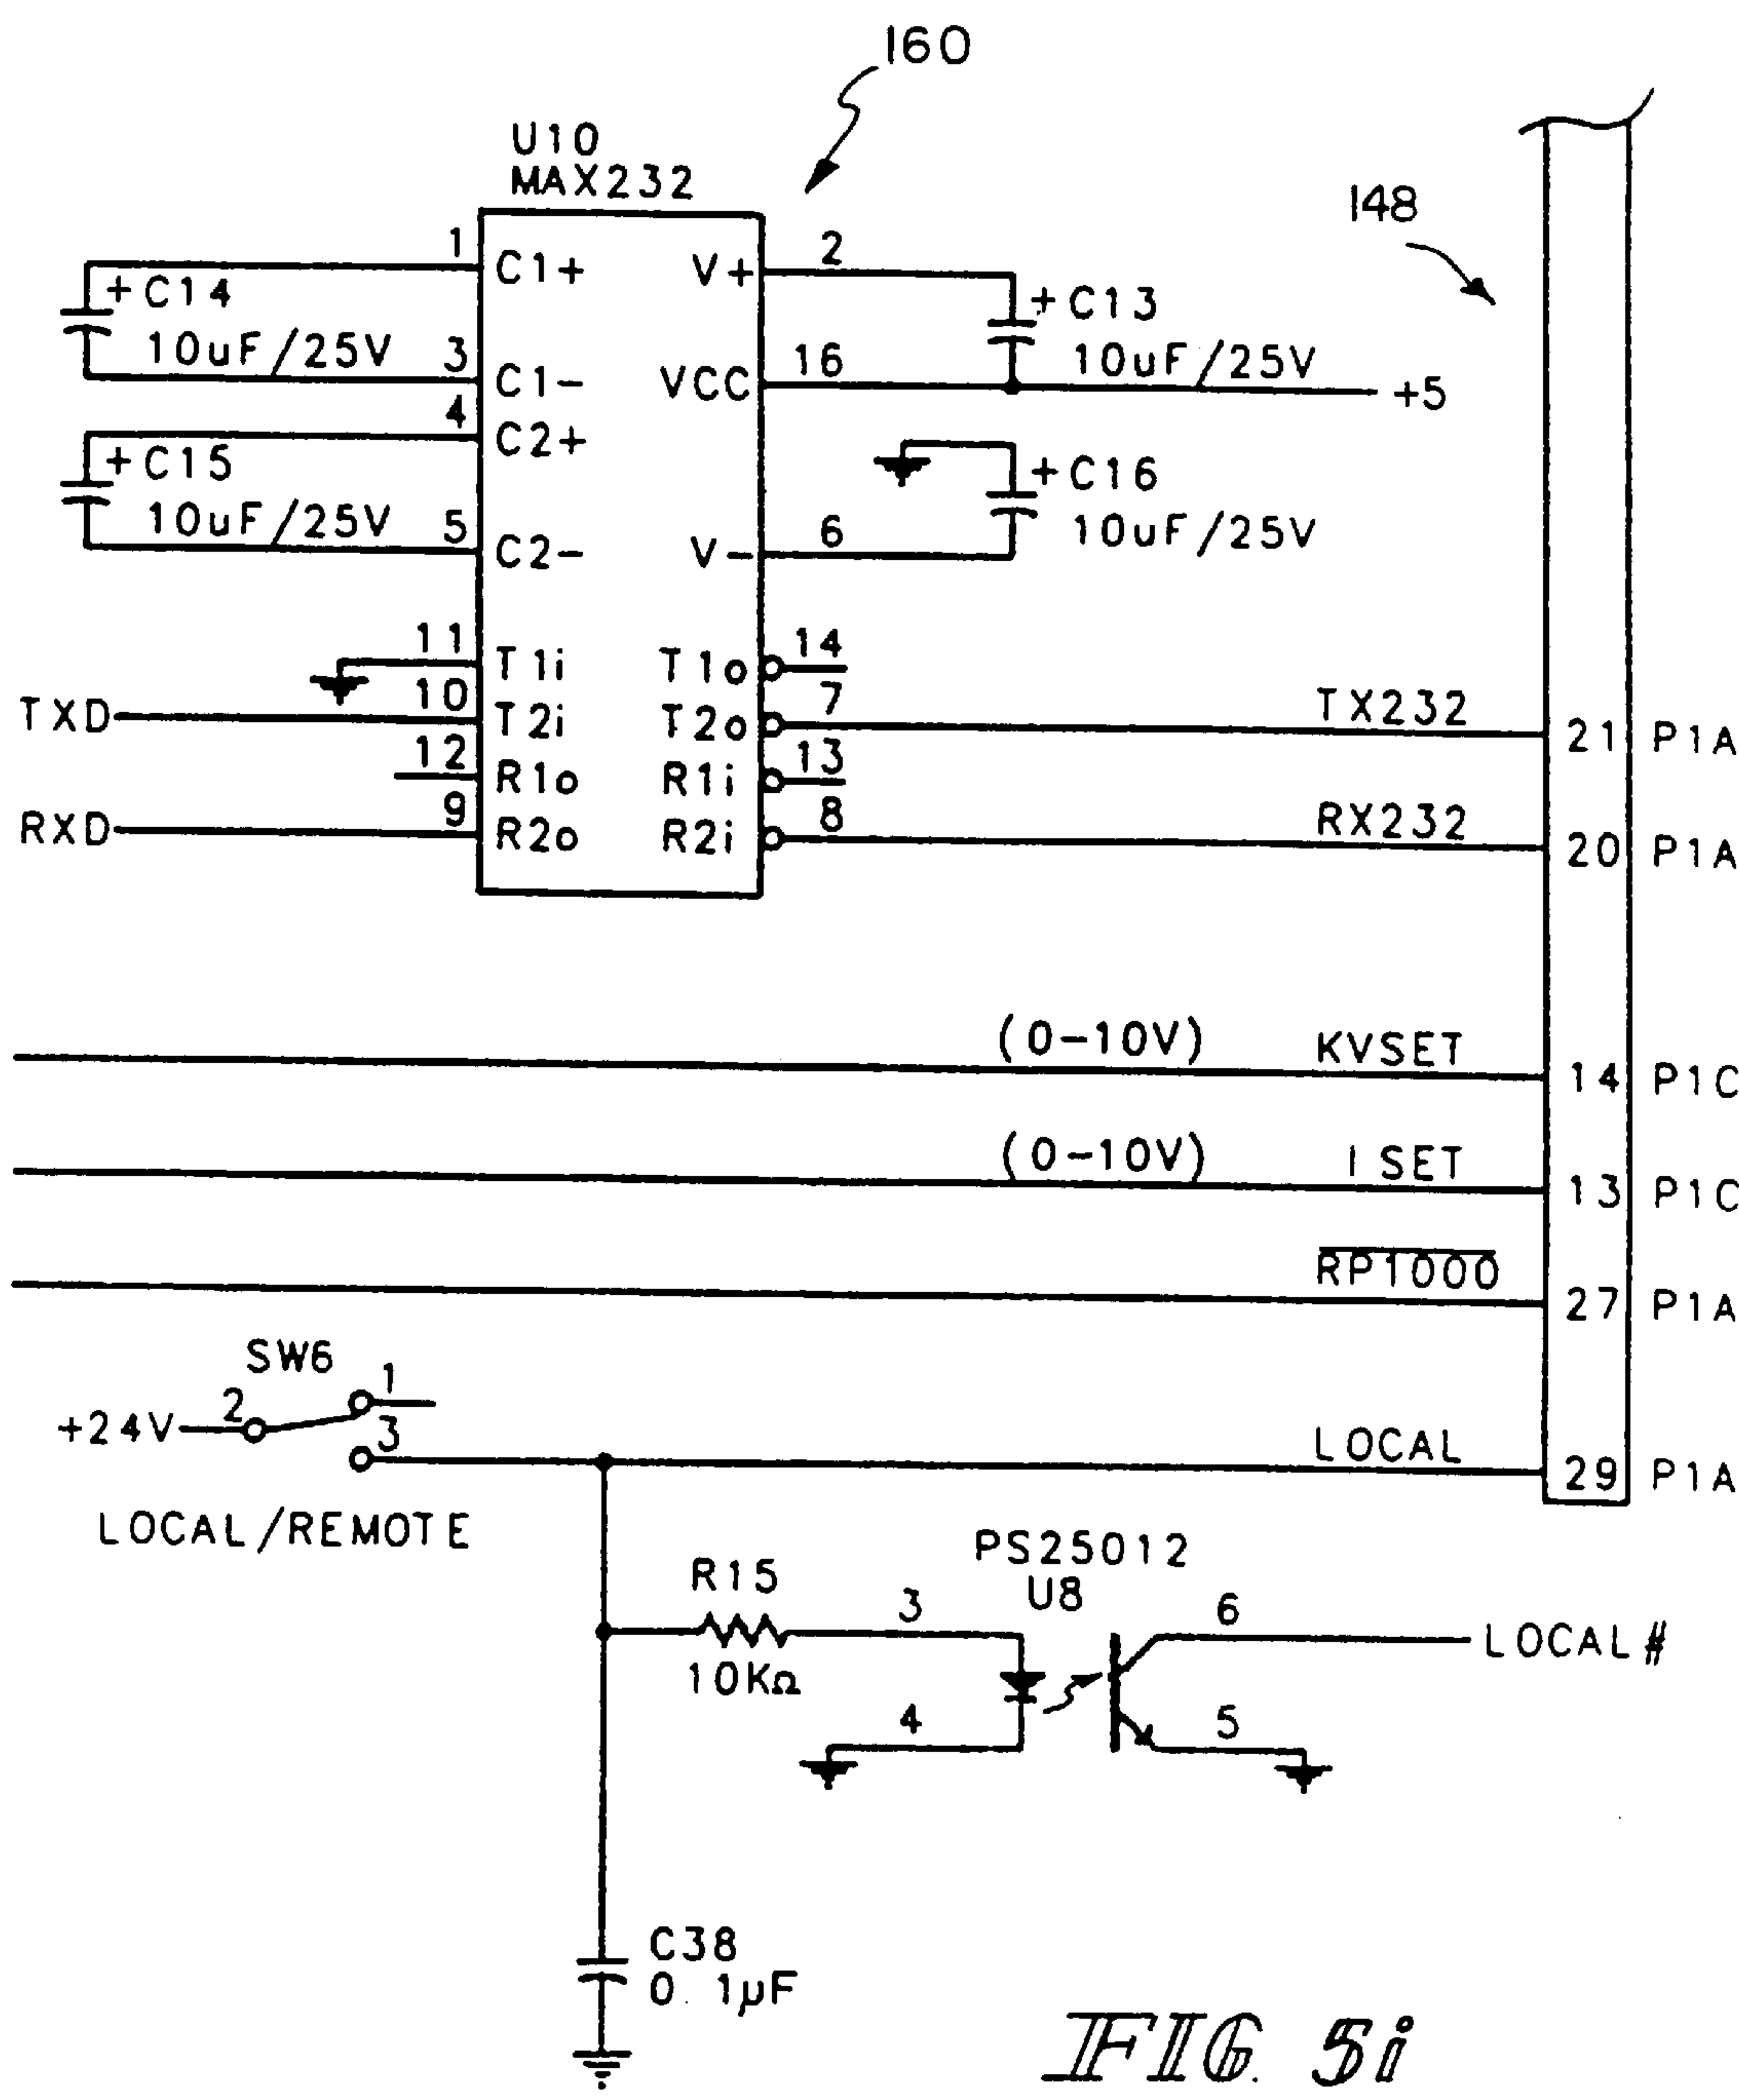 160
U10
MAX232
148
1 C1+ V+ 2
+C14
10uF/25V
+C13
10uF/25V
3 C1- VCC 16
+5
4 C2+
+C15
10uF/25V
+C16
10uF/25V
5 C2- V- 6
11 T1i T1o 14
TXD 10 T2i T2o 7 TX232 21 P1A
12 R1o R1i 13
RXD 9 R2o R2i 8 RX232 20 P1A
(0-10V) KVSET 14 P1C
(0-10V) ISET 13 P1C
RP1000 27 P1A
SW6
+24V 2 1
3 LOCAL 29 P1A
LOCAL/REMOTE
PS25012
U8
R15
10KΩ
3 6 LOCAL#
4 5
C38
0.1µF
FIG. 5i